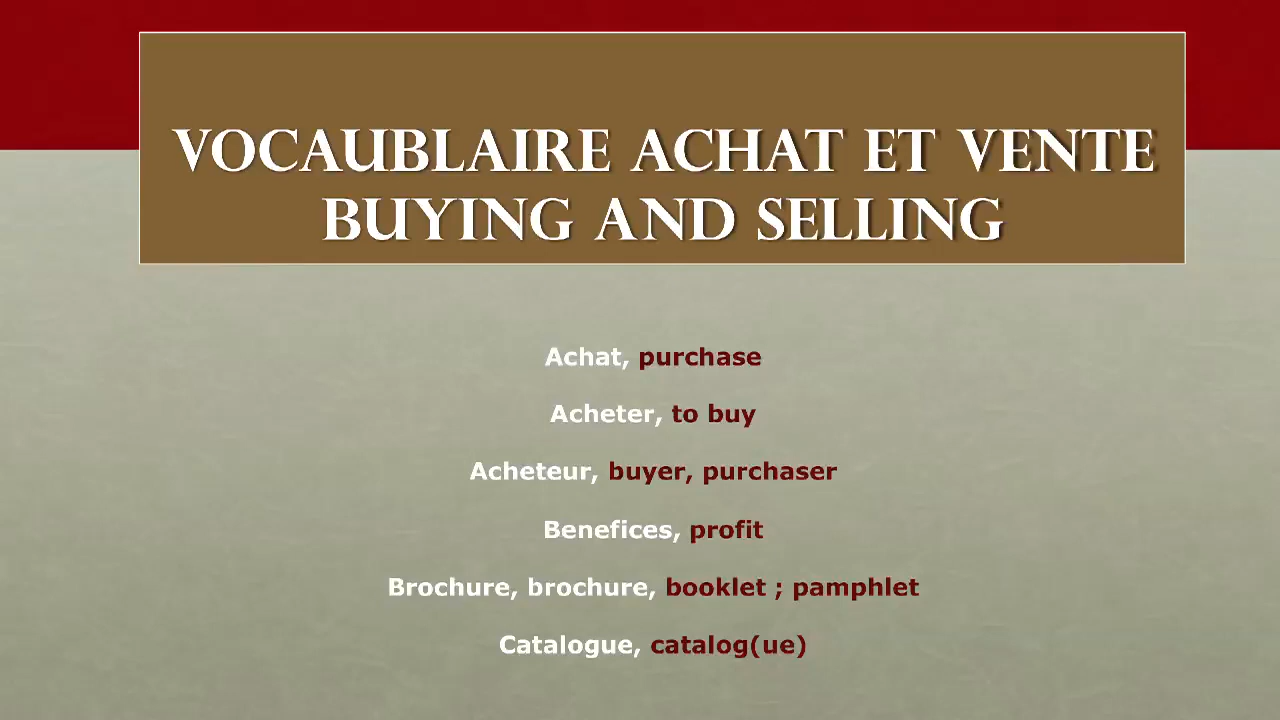 VOCAUBLAIRE ACHAT ET VENTE
BUYING AND SELLING
Achat, purchase
Acheter, to buy
Acheteur, buyer, purchaser
Benefices, profit
Brochure, brochure, booklet ; pamphlet
Catalogue, catalog(ue)